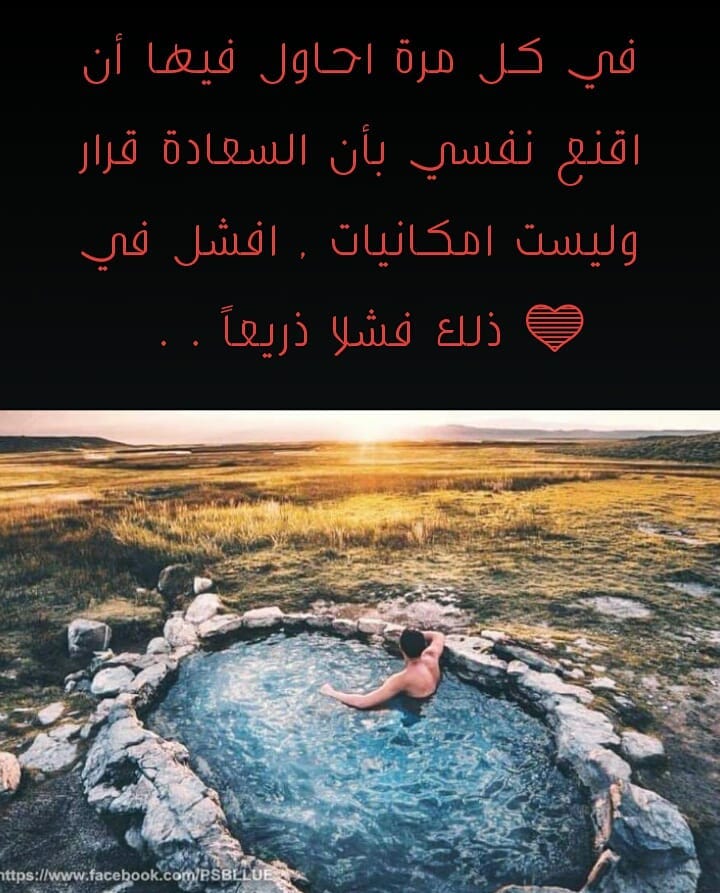 في كل مرة احاول فيها أن
اقنع نفسي بأن السعادة قرار
وليست امكانيات , افشل في
ذلك فشلا ذريعاً . .
https://www.facebook.com/PSBLLUE